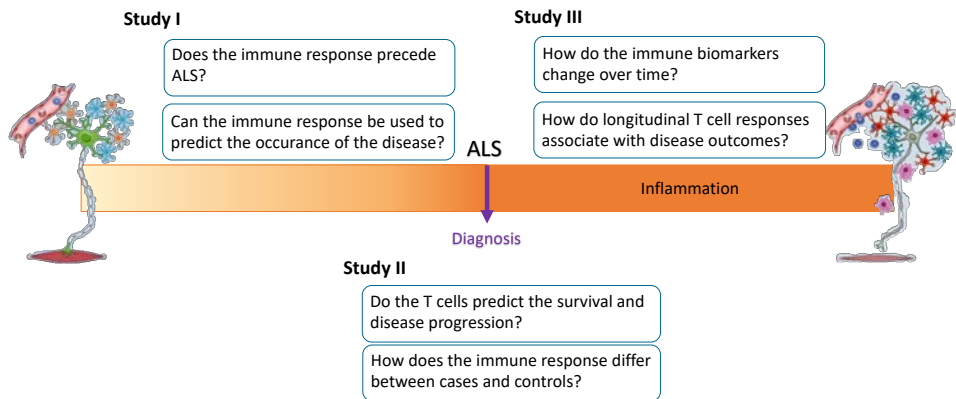 Study I
Does the immune response precede
ALS?
Can the immune response be used to
predict the occurance of the disease?
Study III
How do the immune biomarkers
change over time?
How do longitudinal T cell responses
associate with disease outcomes?
ALS
Inflammation
Diagnosis
Study II
Do the T cells predict the survival and
disease progression?
How does the immune response differ
between cases and controls?